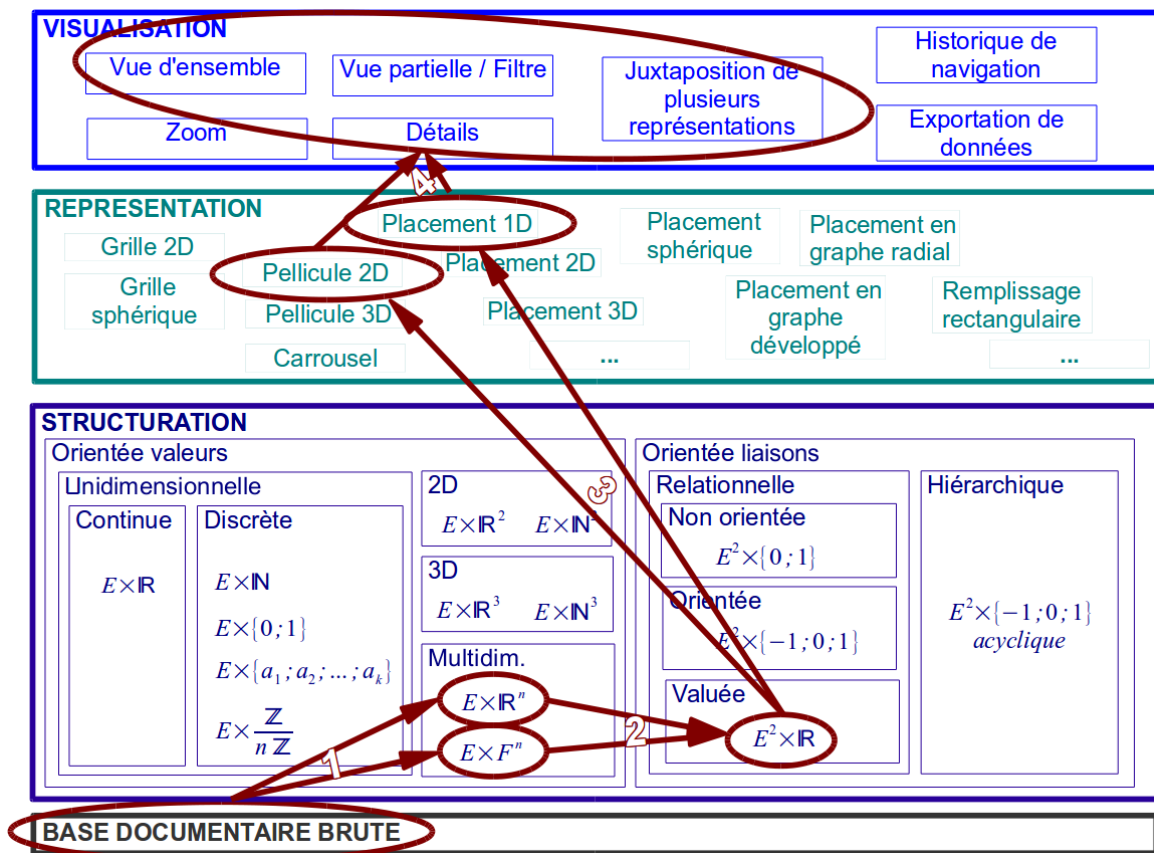 VISUALISATION
Vue d'ensemble
Vue partielle / Filtre
Juxtaposition de
plusieurs
représentations
Historique de
navigation
Zoom
Détails
Exportation de
données
4
REPRESENTATION
Placement 1D
Placement
sphérique
Placement en
graphe radial
Grille 2D
Pellicule 2D
Placement 2D
Grille
sphérique
Pellicule 3D
Placement 3D
Placement en
graphe
développé
Remplissage
rectangulaire
Carrousel
...
...
STRUCTURATION
Orientée valeurs
Unidimensionnelle
Continue
E×ℝ
Discrète
E×ℕ
E×{0;1}
E×{a₁;a₂;...;aₖ}
E×ℤ/nℤ
2D
E×ℝ² E×ℕ²
3D
E×ℝ³ E×ℕ³
Multidim.
E×ℝⁿ
E×Fⁿ
1
2
3
Orientée liaisons
Relationnelle
Non orientée
E²×{0;1}
Orientée
E²×{−1;0;1}
Valuée
E²×ℝ
Hiérarchique
E²×{−1;0;1}
acyclique
BASE DOCUMENTAIRE BRUTE